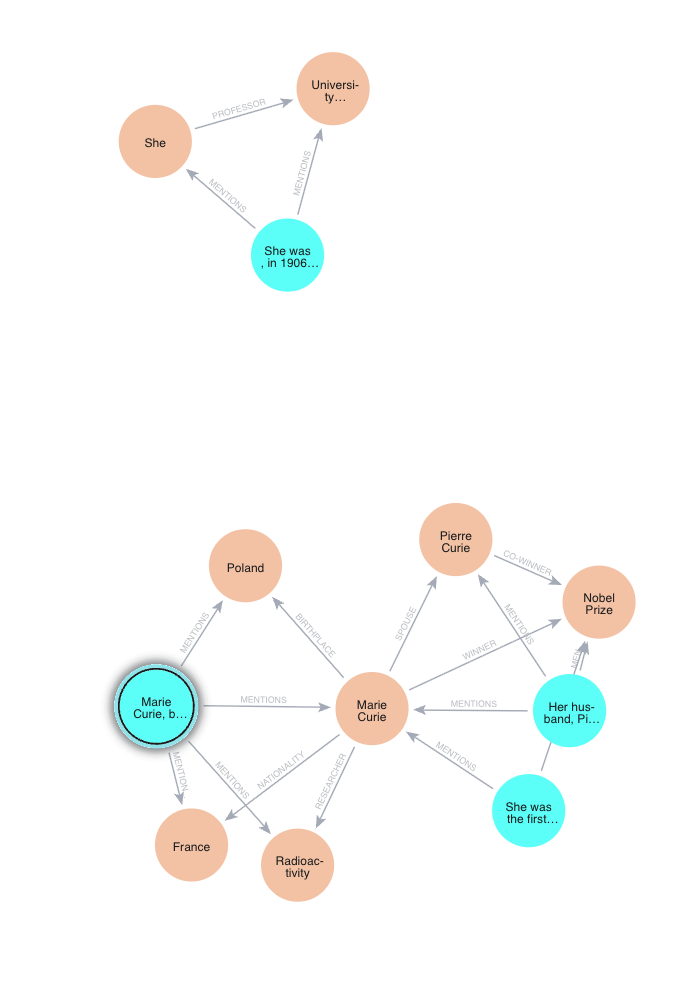 Universi-
ty…
PROFESSOR
She
MENTIONS
MENTIONS
She was
, in 1906…
Pierre
Curie
CO-WINNER
Poland
Nobel
Prize
BIRTHPLACE
SPOUSE
MENTIONS
MENTIONS
WINNER
MENTIONS
MENTIONS
Marie
Curie, b…
Marie
Curie
Her hus-
band, Pi…
MENTIONS
NATIONALITY
RESEARCHER
MENTION
MENTIONS
She was
the first…
France
Radioac-
tivity